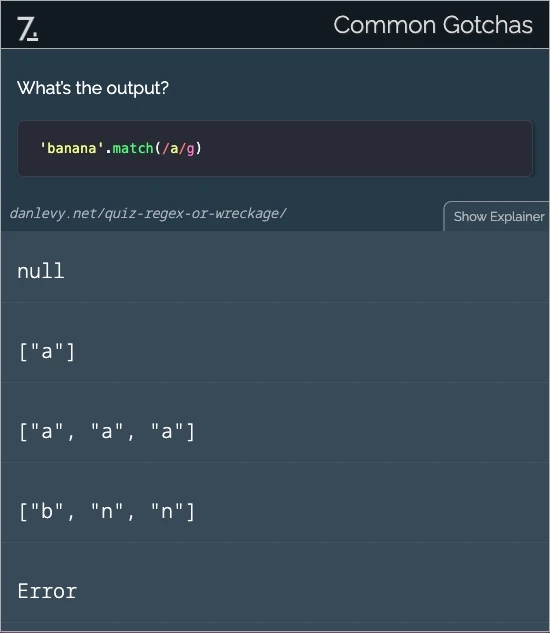 7.
Common Gotchas
What's the output?
'banana'.match(/a/g)
danlevy.net/quiz-regex-or-wreckage/
Show Explainer
null
["a"]
["a", "a", "a"]
["b", "n", "n"]
Error